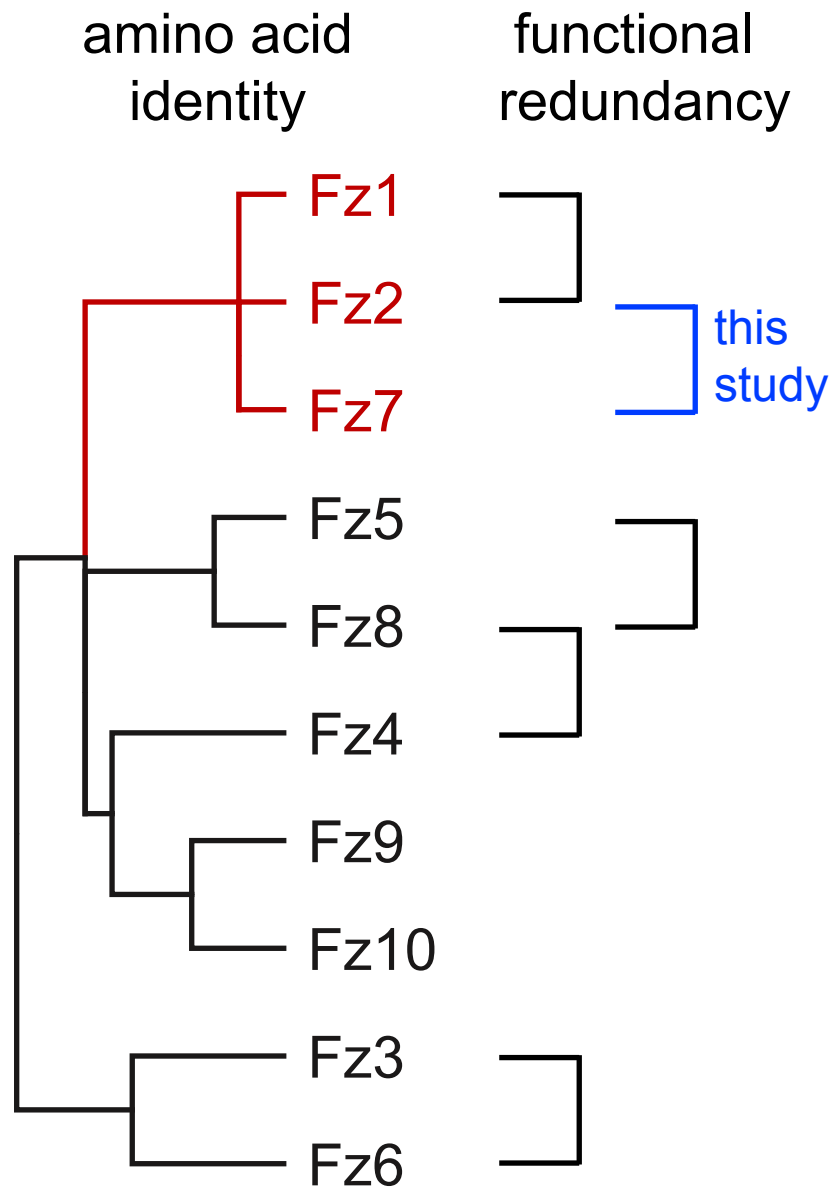 amino acid
identity
functional
redundancy
Fz1
Fz2
Fz7
this
study
Fz5
Fz8
Fz4
Fz9
Fz10
Fz3
Fz6